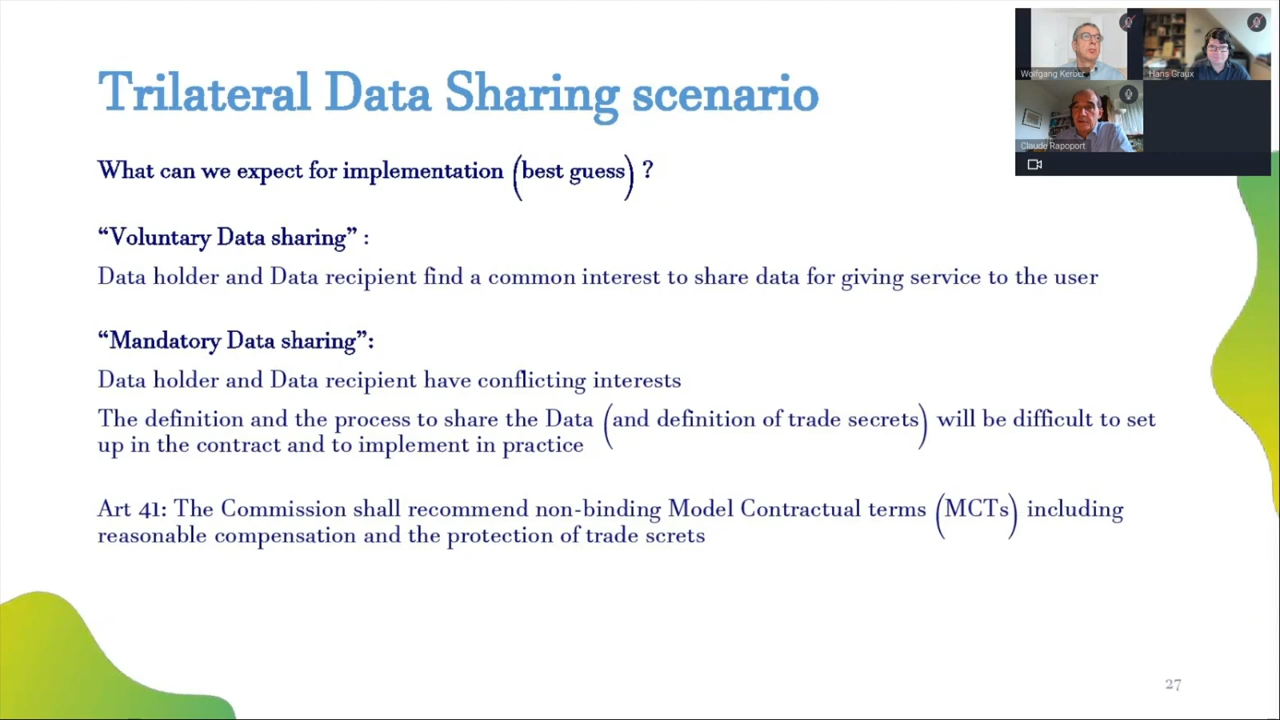 Trilateral Data Sharing scenario
Wolfgang Kerber
Hans Graux
Claude Rapoport
What can we expect for implementation (best guess) ?
“Voluntary Data sharing” :
Data holder and Data recipient find a common interest to share data for giving service to the user
“Mandatory Data sharing”:
Data holder and Data recipient have conflicting interests
The definition and the process to share the Data (and definition of trade secrets) will be difficult to set
up in the contract and to implement in practice
Art 41: The Commission shall recommend non-binding Model Contractual terms (MCTs) including
reasonable compensation and the protection of trade screts
27